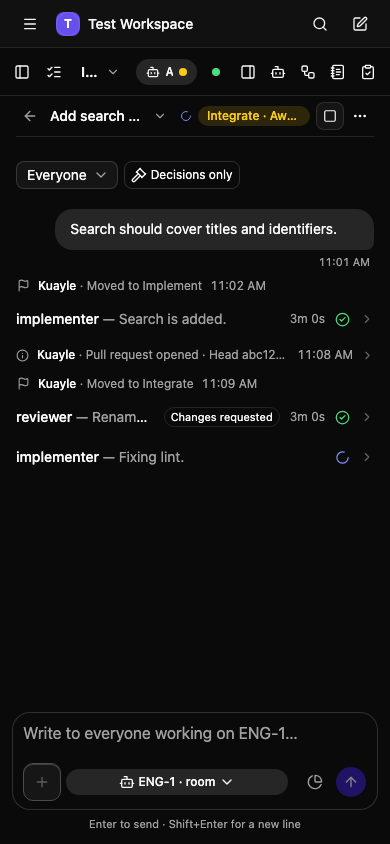 T Test Workspace
I... A
Add search ... Integrate · Aw...
Everyone Decisions only
Search should cover titles and identifiers.
11:01 AM
Kuayle · Moved to Implement 11:02 AM
implementer — Search is added. 3m 0s
Kuayle · Pull request opened · Head abc12... 11:08 AM
Kuayle · Moved to Integrate 11:09 AM
reviewer — Renam... Changes requested 3m 0s
implementer — Fixing lint.
Write to everyone working on ENG-1...
ENG-1 · room
Enter to send · Shift+Enter for a new line